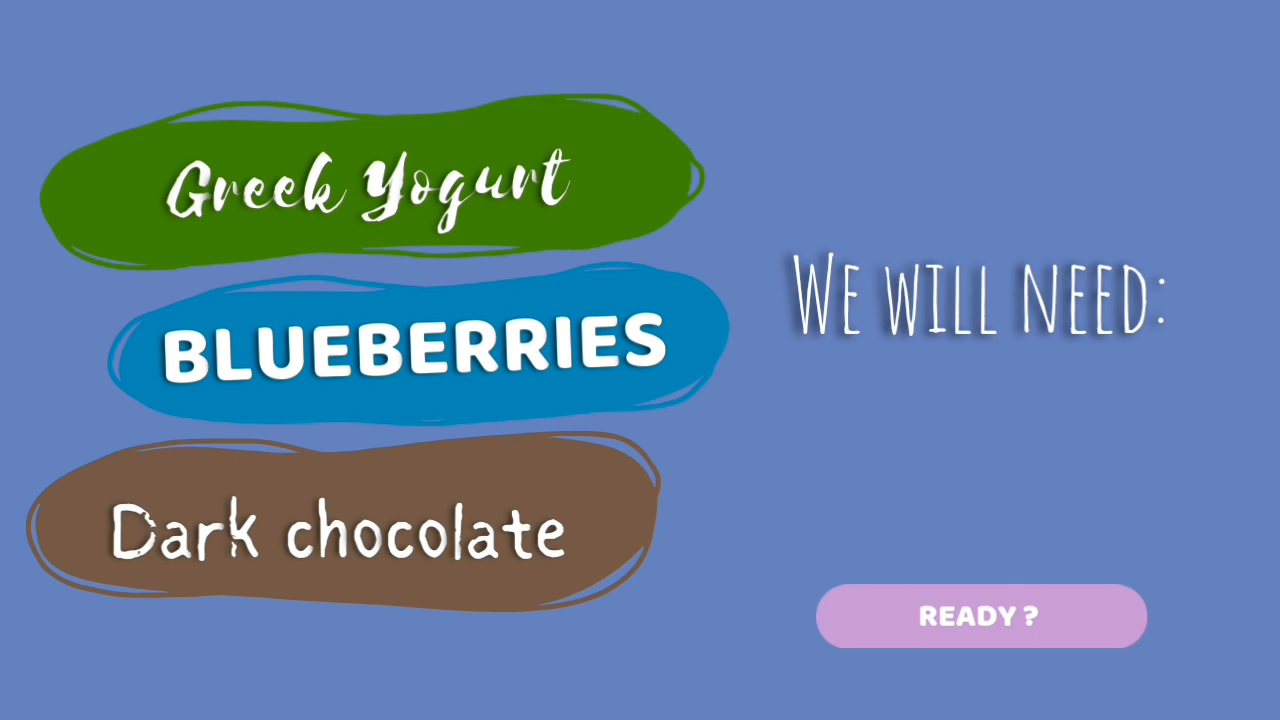 We will need:
Greek Yogurt
BLUEBERRIES
Dark chocolate
READY ?